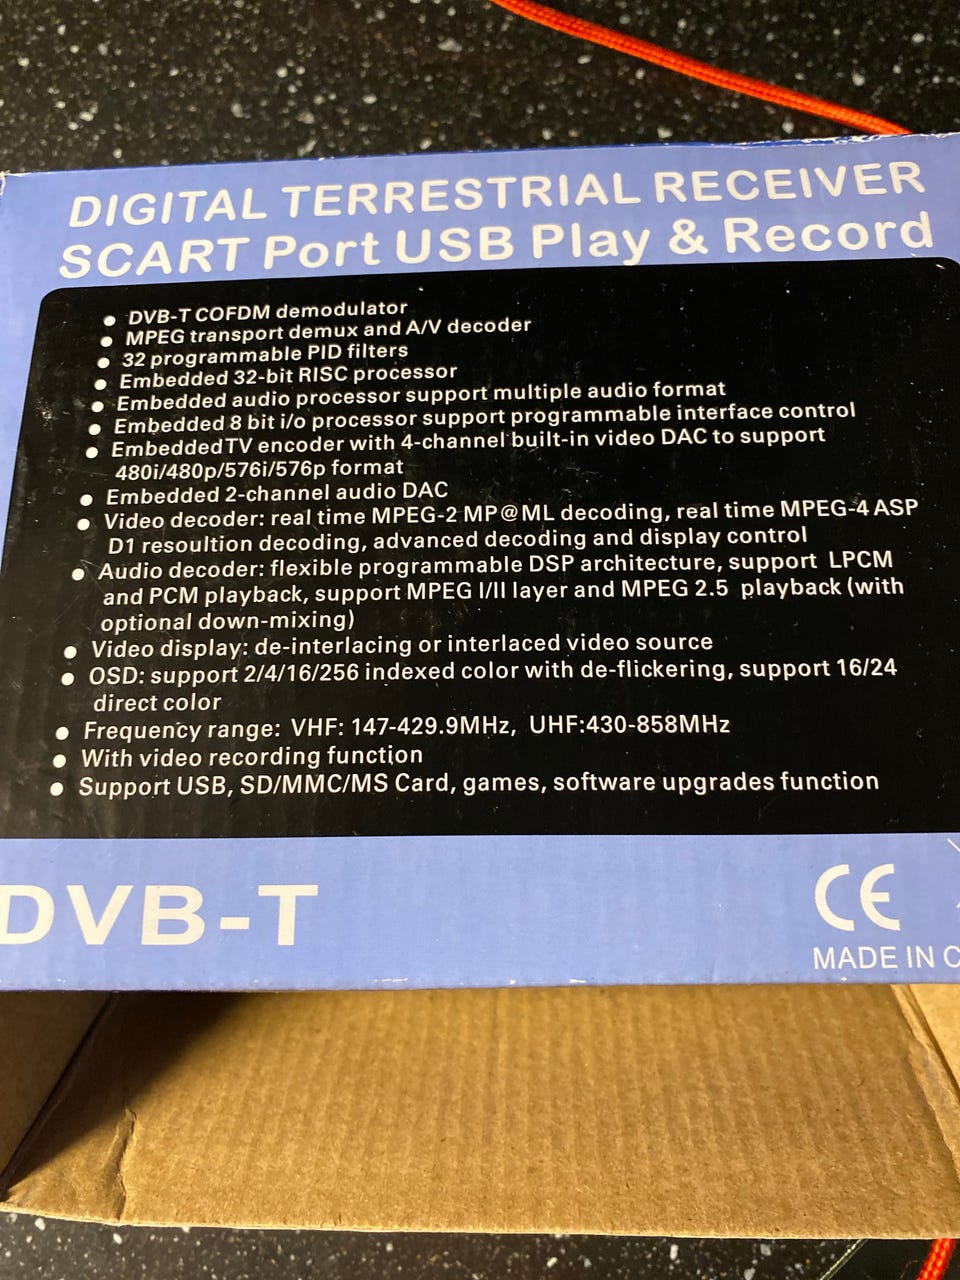 DIGITAL TERRESTRIAL RECEIVER
SCART Port USB Play & Record
● DVB-T COFDM demodulator
● MPEG transport demux and A/V decoder
● 32 programmable PID filters
● Embedded 32-bit RISC processor
● Embedded audio processor support multiple audio format
● Embedded 8 bit i/o processor support programmable interface control
● Embedded TV encoder with 4-channel built-in video DAC to support
480i/480p/576i/576p format
● Embedded 2-channel audio DAC
● Video decoder: real time MPEG-2 MP@ML decoding, real time MPEG-4 ASP
D1 resoultion decoding, advanced decoding and display control
● Audio decoder: flexible programmable DSP architecture, support LPCM
and PCM playback, support MPEG I/II layer and MPEG 2.5 playback (with
optional down-mixing)
● Video display: de-interlacing or interlaced video source
● OSD: support 2/4/16/256 indexed color with de-flickering, support 16/24
direct color
● Frequency range: VHF: 147-429.9MHz, UHF:430-858MHz
● With video recording function
● Support USB, SD/MMC/MS Card, games, software upgrades function
DVB-T
CE
MADE IN C